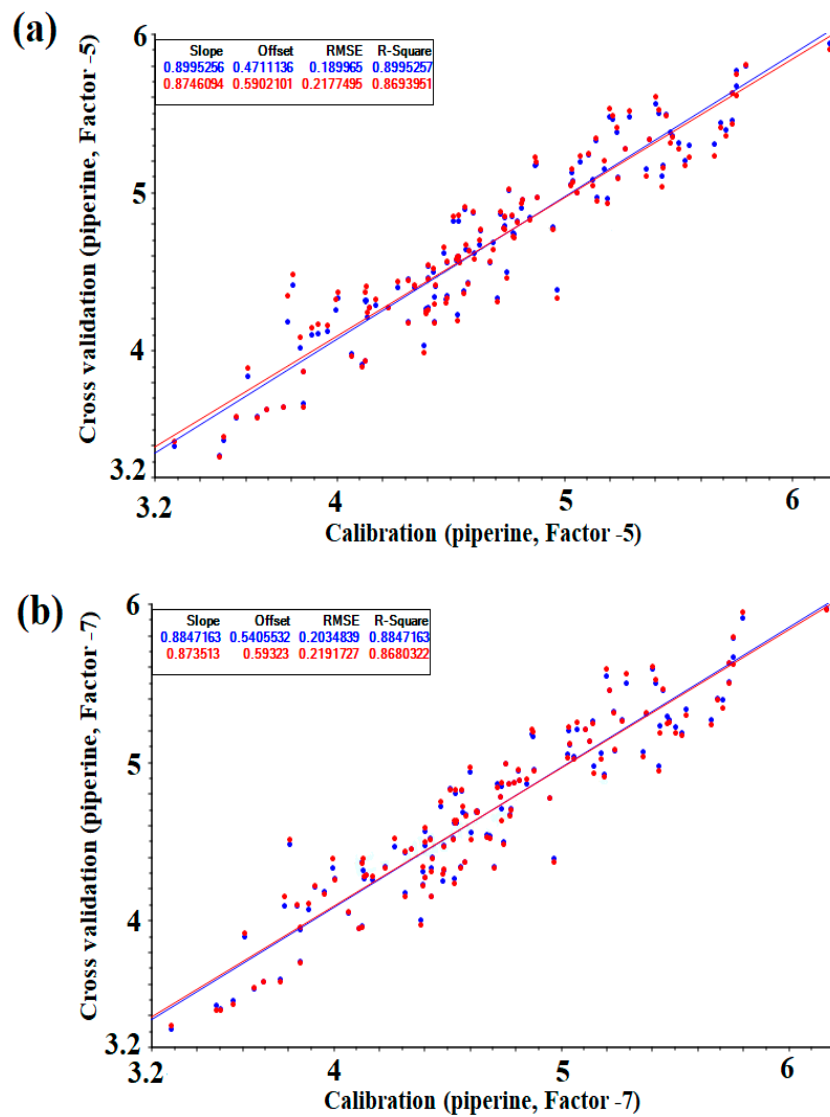 (a)
6
Slope Offset RMSE R-Square
0.8995256 0.4711136 0.189965 0.8995257
0.8746094 0.5902101 0.2177495 0.8693951
5
4
3.2
Cross validation (piperine, Factor -5)
3.2 4 5 6
Calibration (piperine, Factor -5)
(b)
6
Slope Offset RMSE R-Square
0.8847163 0.5405532 0.2034839 0.8847163
0.873513 0.59323 0.2191727 0.8680322
5
4
3.2
Cross validation (piperine, Factor -7)
3.2 4 5 6
Calibration (piperine, Factor -7)